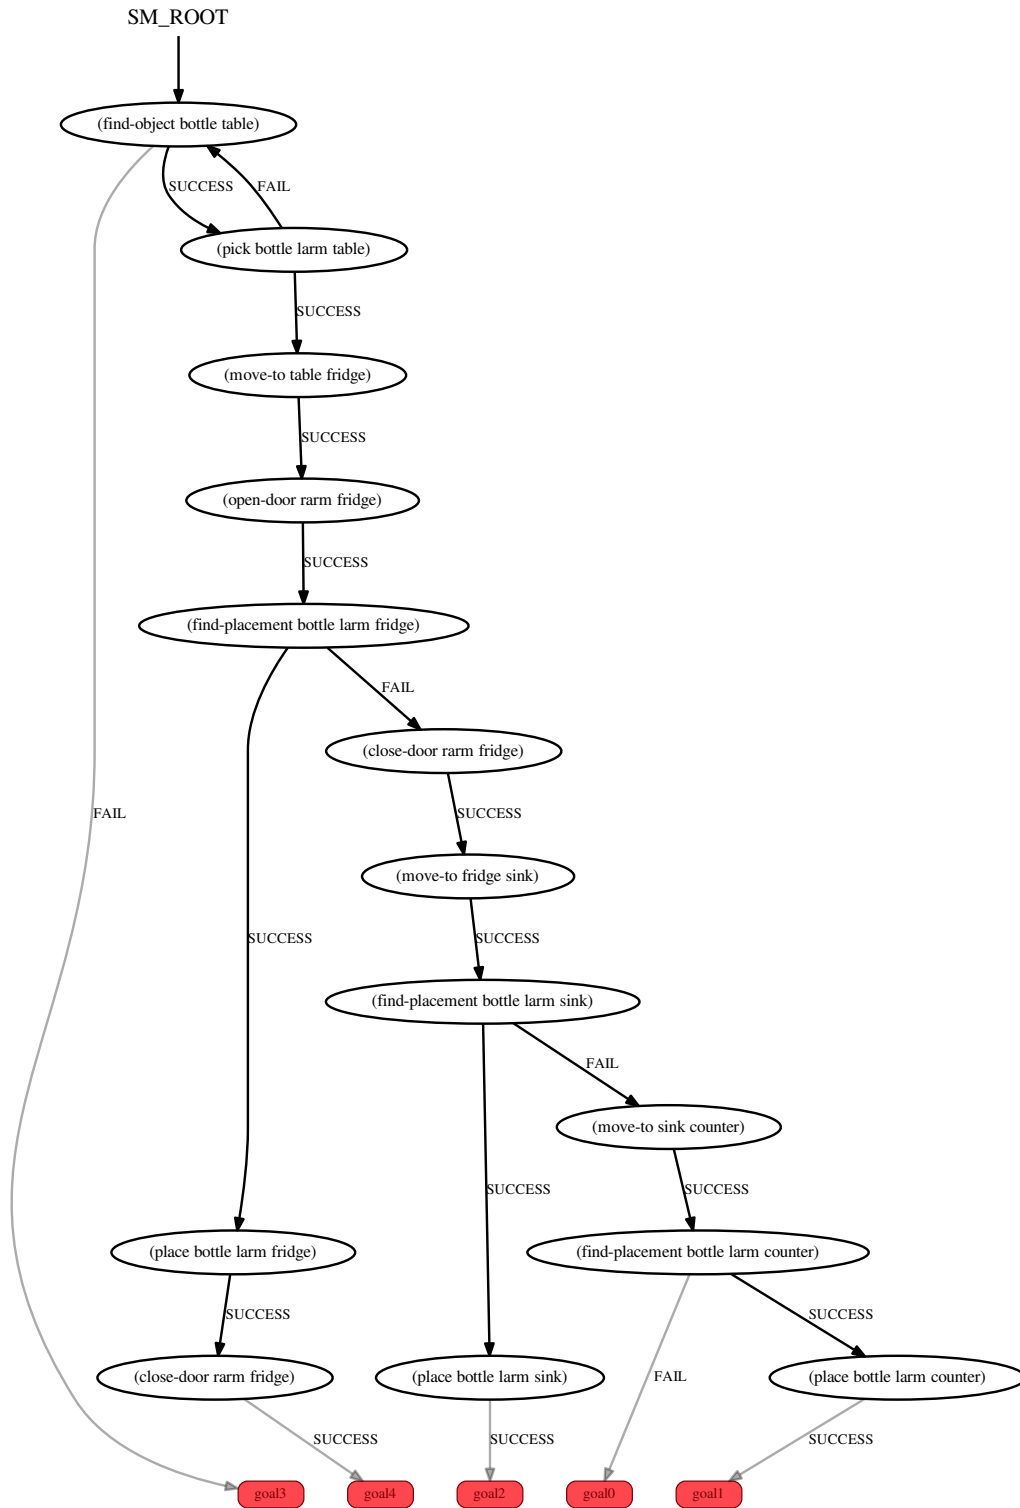 SM_ROOT
(find-object bottle table)
SUCCESS
FAIL
(pick bottle larm table)
SUCCESS
(move-to table fridge)
SUCCESS
(open-door rarm fridge)
SUCCESS
(find-placement bottle larm fridge)
FAIL
(close-door rarm fridge)
FAIL
SUCCESS
(move-to fridge sink)
SUCCESS
SUCCESS
(find-placement bottle larm sink)
FAIL
(move-to sink counter)
SUCCESS
SUCCESS
(place bottle larm fridge)
(find-placement bottle larm counter)
SUCCESS
SUCCESS
(close-door rarm fridge)
(place bottle larm sink)
FAIL
(place bottle larm counter)
SUCCESS
SUCCESS
SUCCESS
goal3
goal4
goal2
goal0
goal1